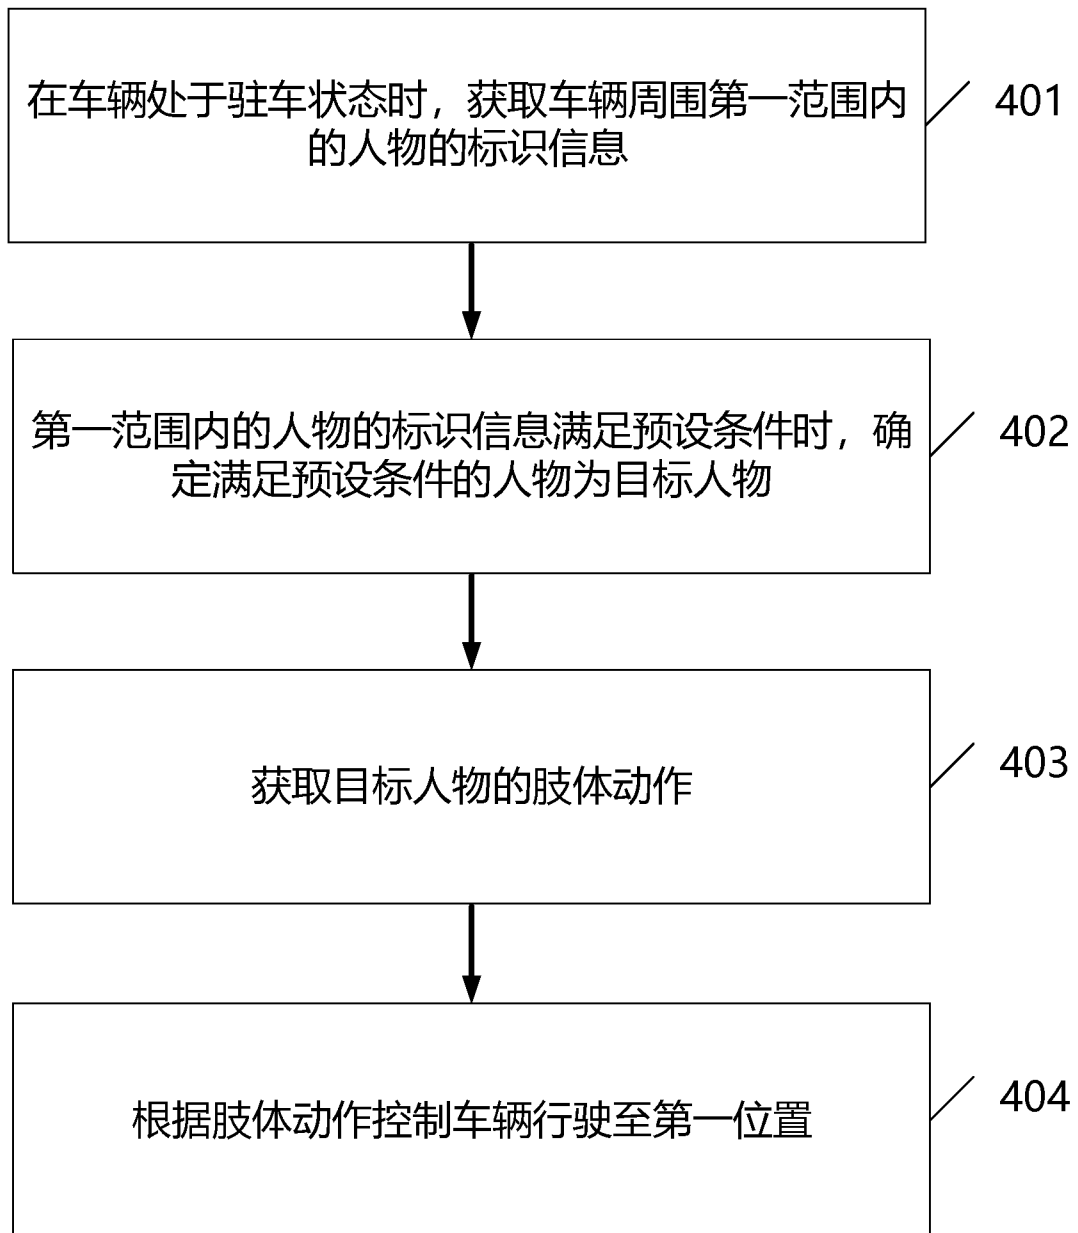 在车辆处于驻车状态时，获取车辆周围第一范围内
的人物的标识信息
401
第一范围内的人物的标识信息满足预设条件时，确
定满足预设条件的人物为目标人物
402
获取目标人物的肢体动作
403
根据肢体动作控制车辆行驶至第一位置
404